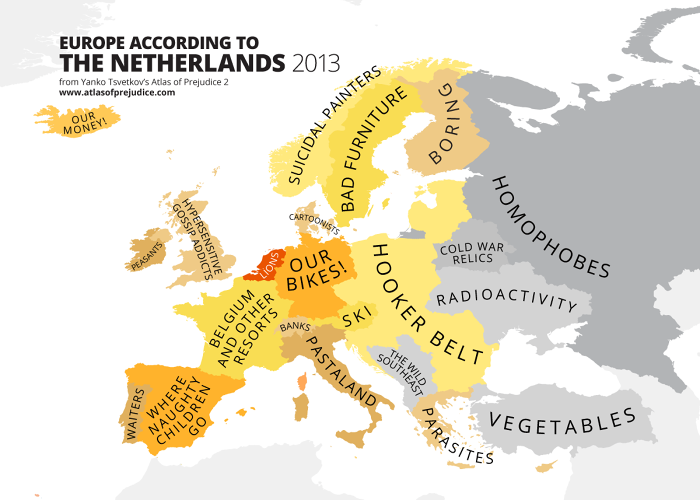 EUROPE ACCORDING TO
THE NETHERLANDS 2013
from Yanko Tsvetkov's Atlas of Prejudice 2
www.atlasofprejudice.com
OUR
MONEY!
SUICIDAL PAINTERS
BAD FURNITURE
BORING
HOMOPHOBES
HYPERSENSITIVE
GOSSIP ADDICTS
PEASANTS
CARTOONISTS
LIONS
OUR
BIKES!
COLD WAR
RELICS
RADIOACTIVITY
HOOKER BELT
BELGIUM
AND OTHER
RESORTS
BANKS
SKI
PASTALAND
THE WILD
SOUTHEAST
WAITERS
WHERE
NAUGHTY
CHILDREN
GO
PARASITES
VEGETABLES